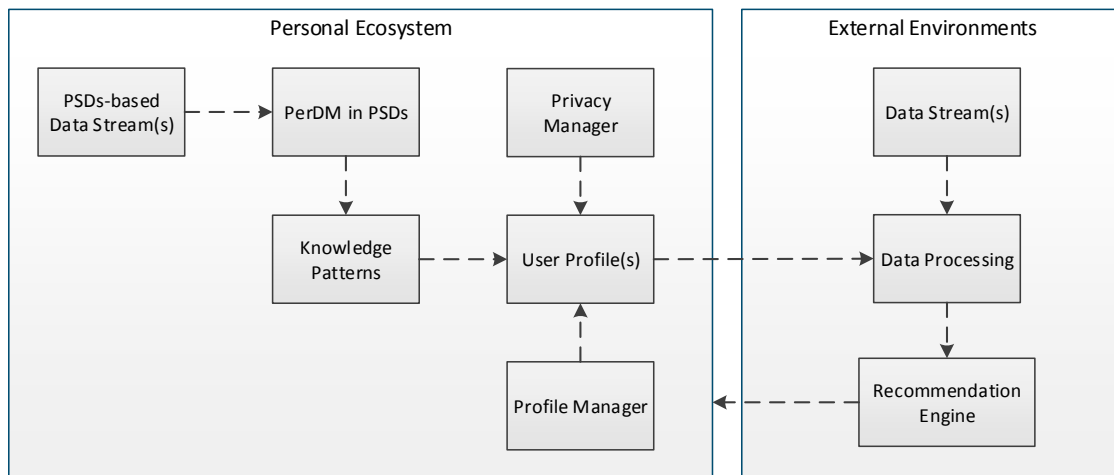 Personal Ecosystem
PSDs-based
Data Stream(s)
PerDM in PSDs
Privacy
Manager
Knowledge
Patterns
User Profile(s)
Profile Manager
External Environments
Data Stream(s)
Data Processing
Recommendation
Engine